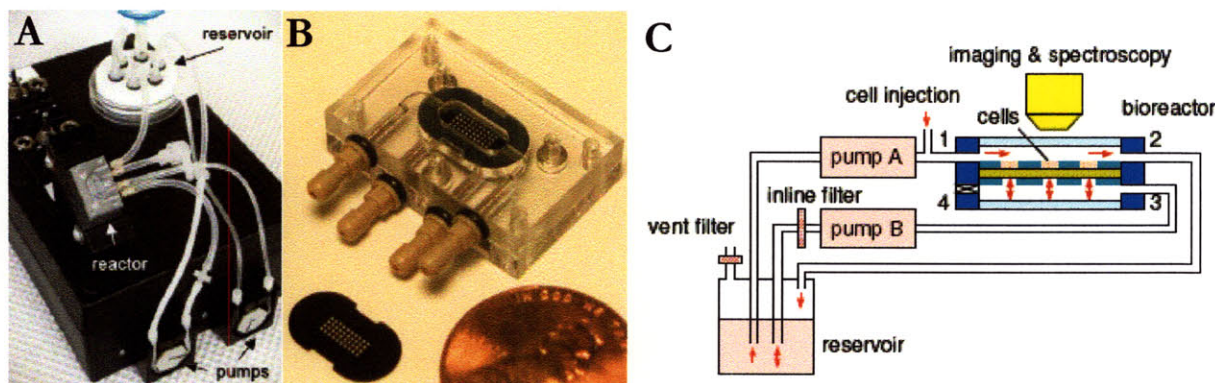 A
reservoir
reactor
pumps
B
C
imaging & spectroscopy
cell injection
cells
bioreactor
1
2
pump A
inline filter
4
3
vent filter
pump B
reservoir